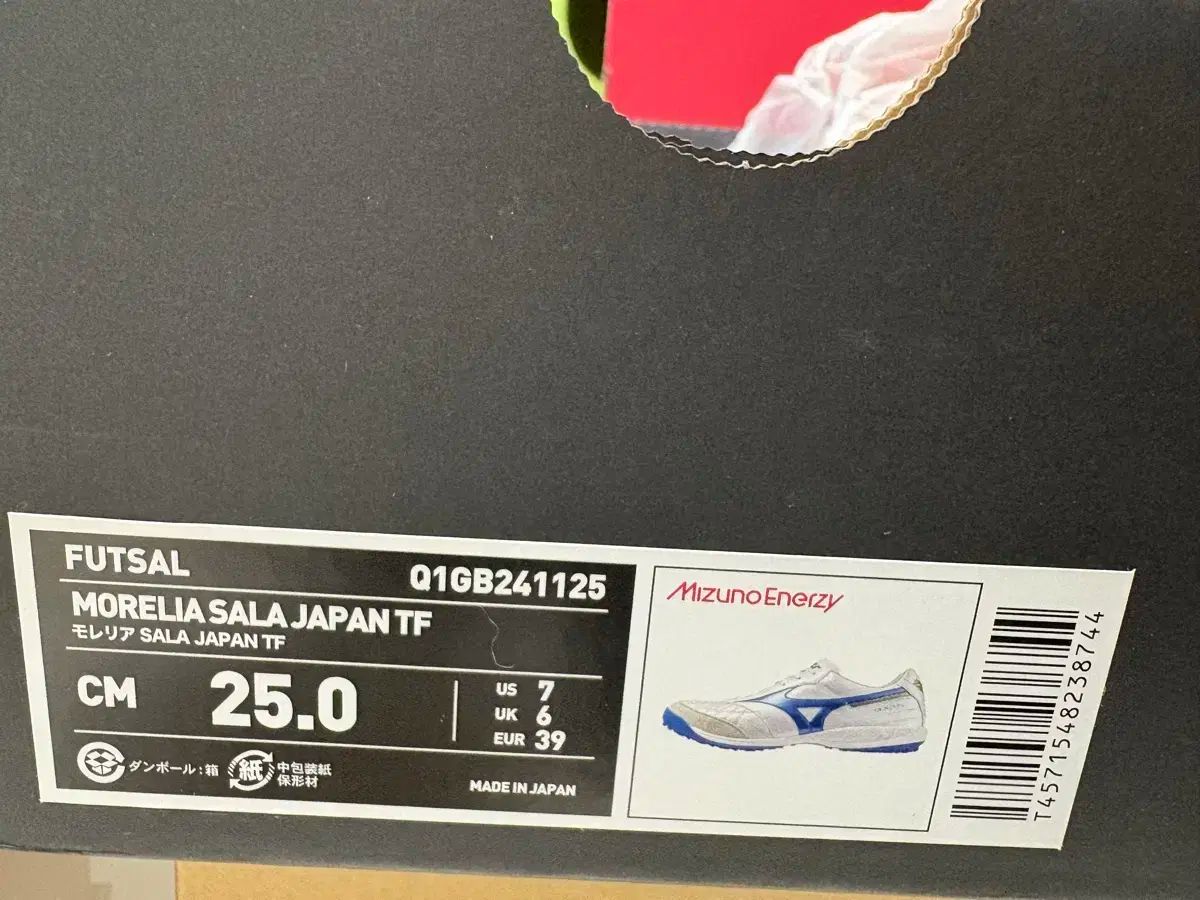 FUTSAL
Q1GB241125
MORELIA SALA JAPAN TF
モレリア SALA JAPAN TF
CM 25.0
US 7
UK 6
EUR 39
ダンボール:箱
紙 中包装紙
保形材
MADE IN JAPAN
Mizuno Enerzy
T4571548238744